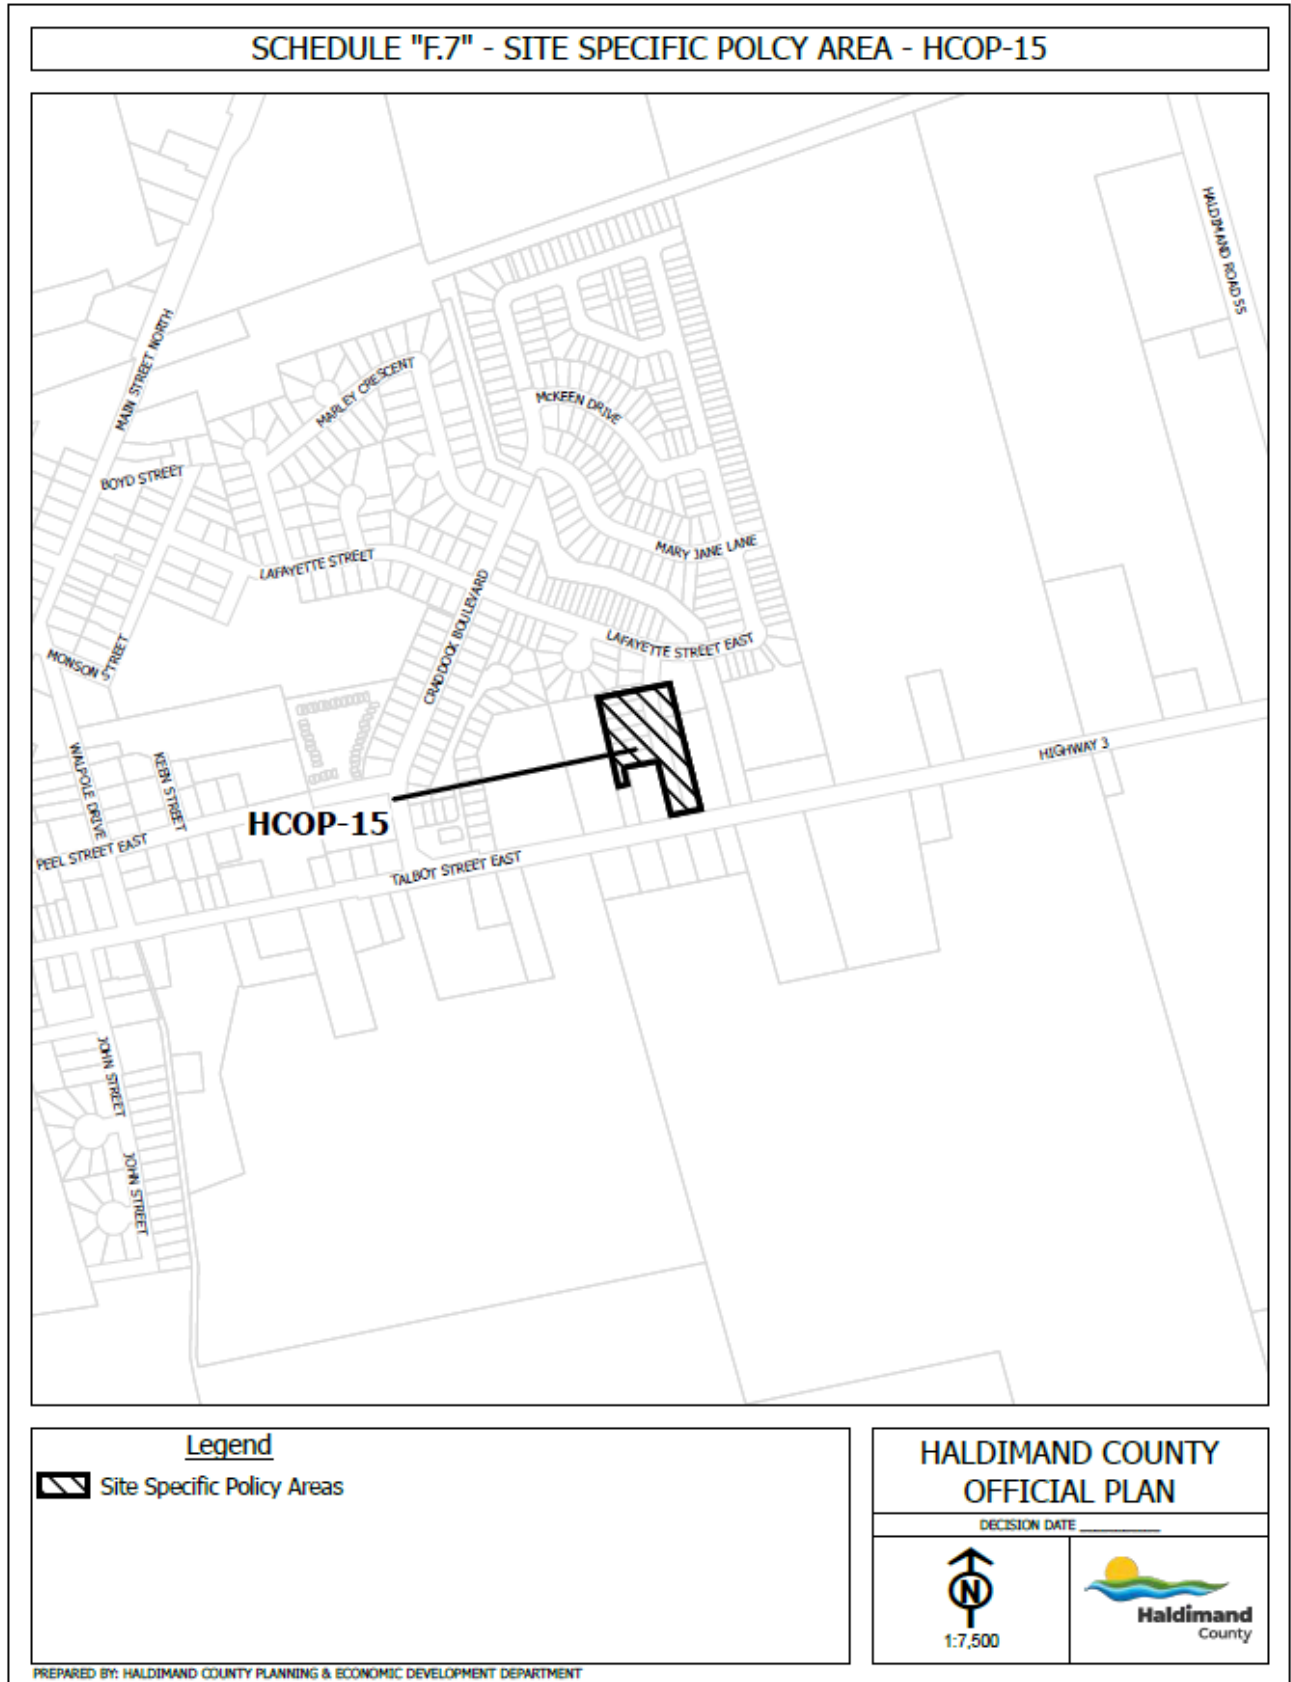 SCHEDULE "F.7" - SITE SPECIFIC POLCY AREA - HCOP-15
HALDIMAND ROAD 55
MAIN STREET NORTH
MARLEY CRESCENT
McKEEN DRIVE
BOYD STREET
MARY JANE LANE
LAFAYETTE STREET
CRADDOCK BOULEVARD
LAFAYETTE STREET EAST
MONSON STREET
WALPOLE DRIVE
KEEN STREET
HIGHWAY 3
HCOP-15
PEEL STREET EAST
TALBOT STREET EAST
JOHN STREET
JOHN STREET
Legend
Site Specific Policy Areas
HALDIMAND COUNTY
OFFICIAL PLAN
DECISION DATE __________
N
1:7,500
Haldimand
County
PREPARED BY: HALDIMAND COUNTY PLANNING & ECONOMIC DEVELOPMENT DEPARTMENT